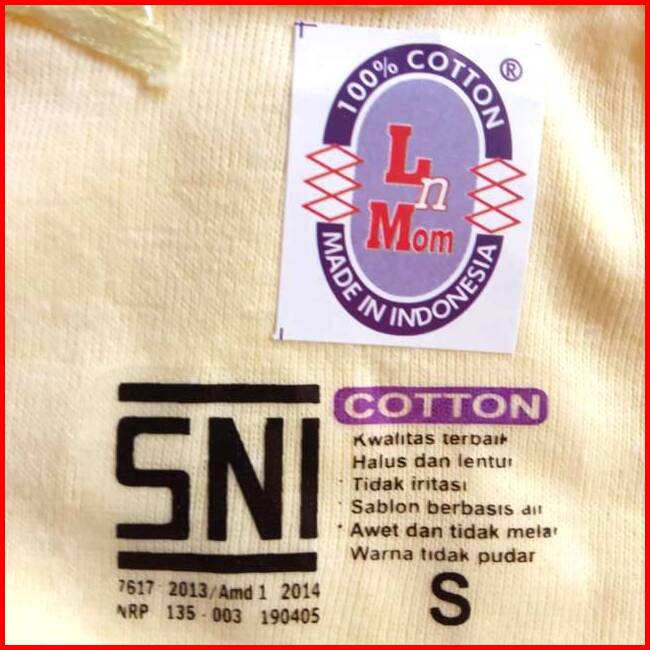 100% COTTON ®
Ln
Mom
MADE IN INDONESIA
SNI
7617 2013/Amd 1 2014
NRP 135 - 003 190405
COTTON
Kwalitas terbaik
Halus dan lentur
Tidak iritasi
Sablon berbasis air
Awet dan tidak melar
Warna tidak pudar
S